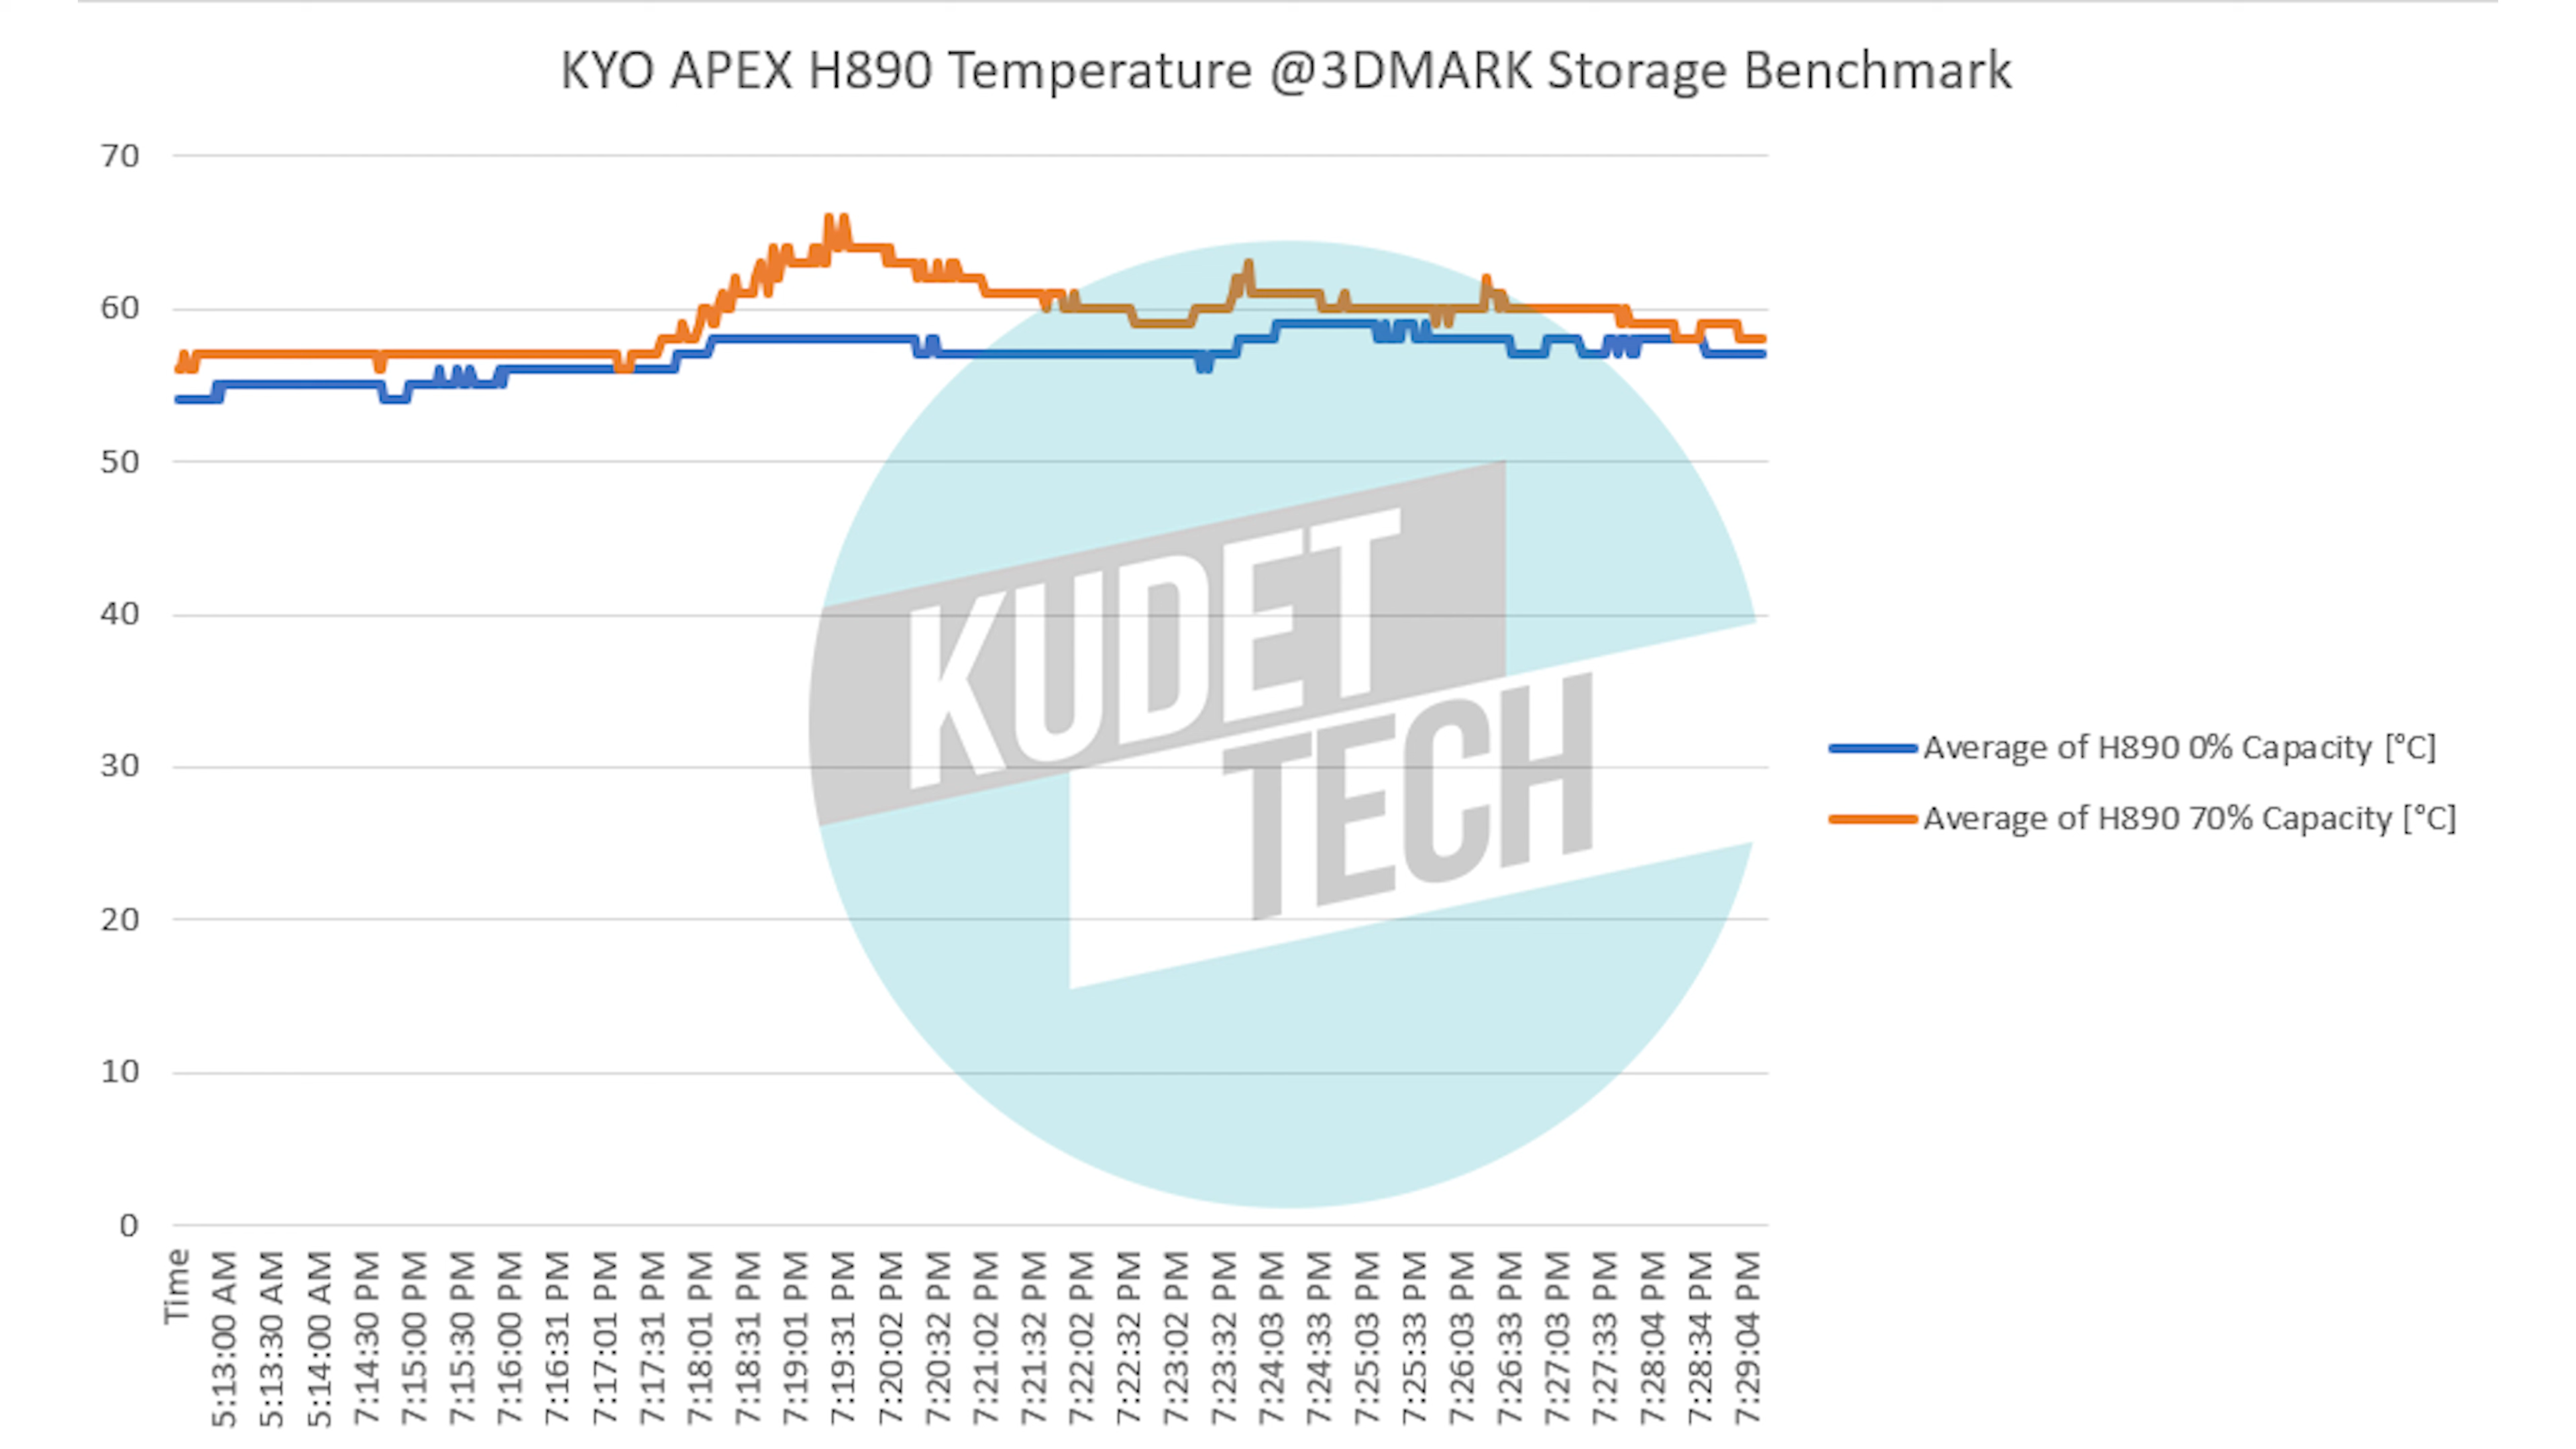 KYO APEX H890 Temperature @3DMARK Storage Benchmark
70
60
50
40
30
20
10
0
KUDET
TECH
Average of H890 0% Capacity [°C]
Average of H890 70% Capacity [°C]
Time
5:13:00 AM
5:13:30 AM
5:14:00 AM
7:14:30 PM
7:15:00 PM
7:15:30 PM
7:16:00 PM
7:16:31 PM
7:17:01 PM
7:17:31 PM
7:18:01 PM
7:18:31 PM
7:19:01 PM
7:19:31 PM
7:20:02 PM
7:20:32 PM
7:21:02 PM
7:21:32 PM
7:22:02 PM
7:22:32 PM
7:23:02 PM
7:23:32 PM
7:24:03 PM
7:24:33 PM
7:25:03 PM
7:25:33 PM
7:26:03 PM
7:26:33 PM
7:27:03 PM
7:27:33 PM
7:28:04 PM
7:28:34 PM
7:29:04 PM